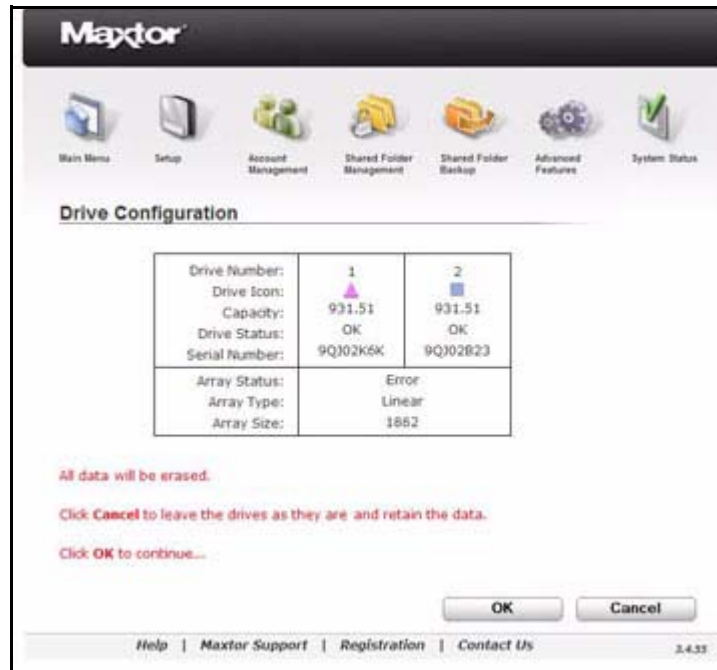 Maxtor
Main Menu
Setup
Account Management
Shared Folder Management
Shared Folder Backup
Advanced Features
System Status
Drive Configuration
Drive Number: 1 2
Drive Icon:
Capacity: 931.51 931.51
Drive Status: OK OK
Serial Number: 9QJ02K6K 9QJ02B23
Array Status: Error
Array Type: Linear
Array Size: 1862
All data will be erased.
Click Cancel to leave the drives as they are and retain the data.
Click OK to continue...
OK Cancel
Help | Maxtor Support | Registration | Contact Us